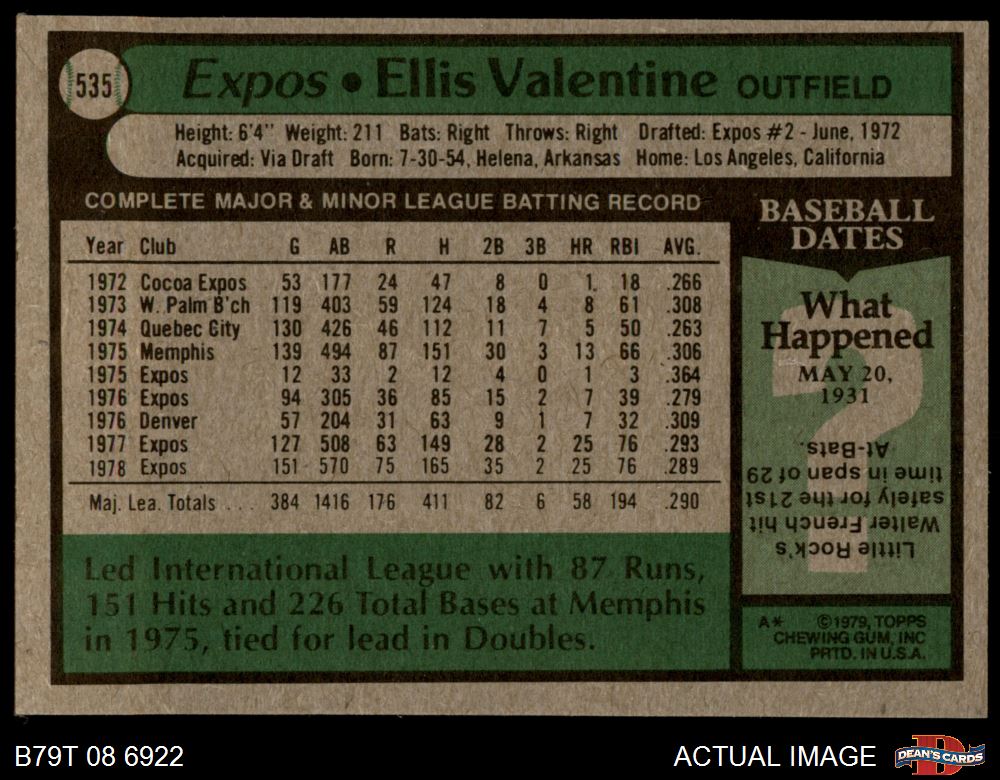 535
Expos • Ellis Valentine OUTFIELD
Height: 6'4" Weight: 211 Bats: Right Throws: Right Drafted: Expos #2 - June, 1972
Acquired: Via Draft Born: 7-30-54, Helena, Arkansas Home: Los Angeles, California
COMPLETE MAJOR & MINOR LEAGUE BATTING RECORD
Year Club G AB R H 2B 3B HR RBI AVG.
1972 Cocoa Expos 53 177 24 47 8 0 1 18 .266
1973 W. Palm B'ch 119 403 59 124 18 4 8 61 .308
1974 Quebec City 130 426 46 112 11 7 5 50 .263
1975 Memphis 139 494 87 151 30 3 13 66 .306
1975 Expos 12 33 2 12 4 0 1 3 .364
1976 Expos 94 305 36 85 15 2 7 39 .279
1976 Denver 57 204 31 63 9 1 7 32 .309
1977 Expos 127 508 63 149 28 2 25 76 .293
1978 Expos 151 570 75 165 35 2 25 76 .289
Maj. Lea. Totals . . . 384 1416 176 411 82 6 58 194 .290
Led International League with 87 Runs,
151 Hits and 226 Total Bases at Memphis
in 1975, tied for lead in Doubles.
BASEBALL
DATES
What
Happened
MAY 20,
1931
?
Little Rock's
Walter French hit
safely for the 21st
time in span of 29
At-Bats.
A* ©1979, TOPPS
CHEWING GUM, INC
PRTD. IN U.S.A.
B79T 08 6922
ACTUAL IMAGE
D
DEAN'S CARDS